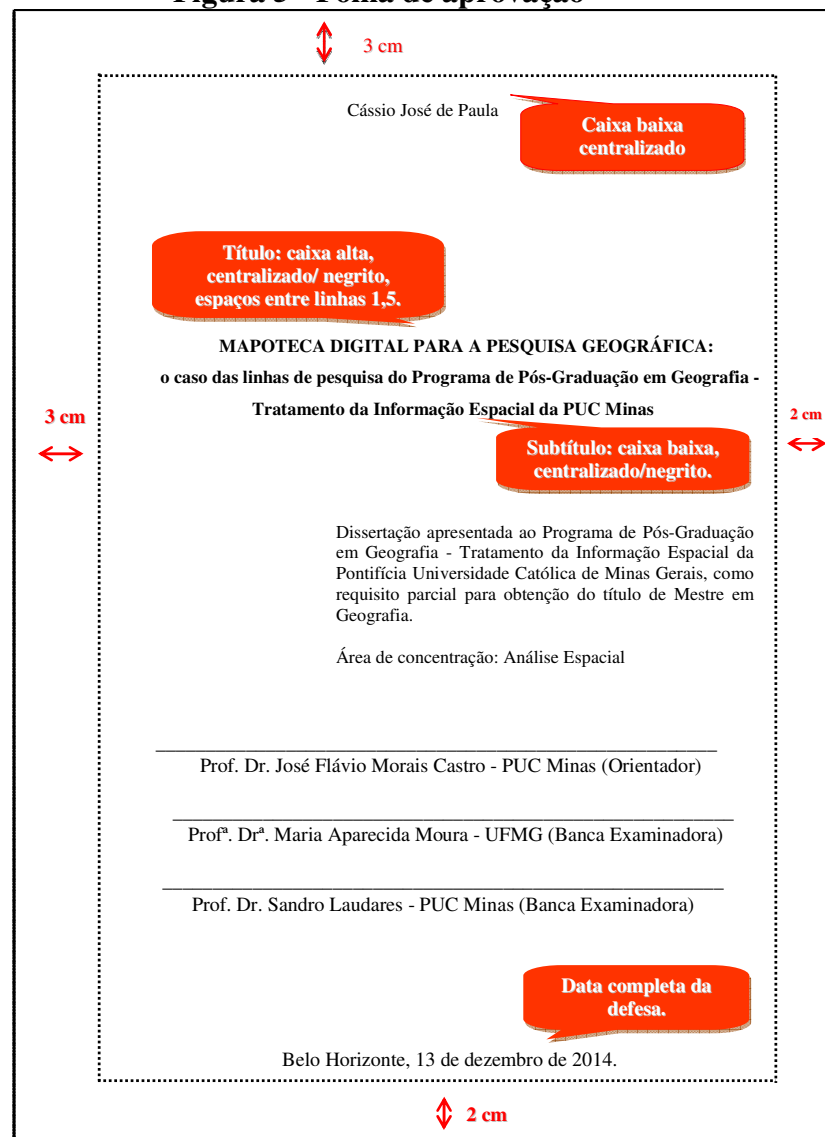 Figura 5 - Folha de aprovação
3 cm
Cássio José de Paula
Caixa baixa
centralizado
Título: caixa alta,
centralizado/ negrito,
espaços entre linhas 1,5.
MAPOTECA DIGITAL PARA A PESQUISA GEOGRÁFICA:
o caso das linhas de pesquisa do Programa de Pós-Graduação em Geografia -
Tratamento da Informação Espacial da PUC Minas
3 cm
2 cm
Subtítulo: caixa baixa,
centralizado/negrito.
Dissertação apresentada ao Programa de Pós-Graduação
em Geografia - Tratamento da Informação Espacial da
Pontifícia Universidade Católica de Minas Gerais, como
requisito parcial para obtenção do título de Mestre em
Geografia.
Área de concentração: Análise Espacial
Prof. Dr. José Flávio Morais Castro - PUC Minas (Orientador)
Profª. Drª. Maria Aparecida Moura - UFMG (Banca Examinadora)
Prof. Dr. Sandro Laudares - PUC Minas (Banca Examinadora)
Data completa da
defesa.
Belo Horizonte, 13 de dezembro de 2014.
2 cm